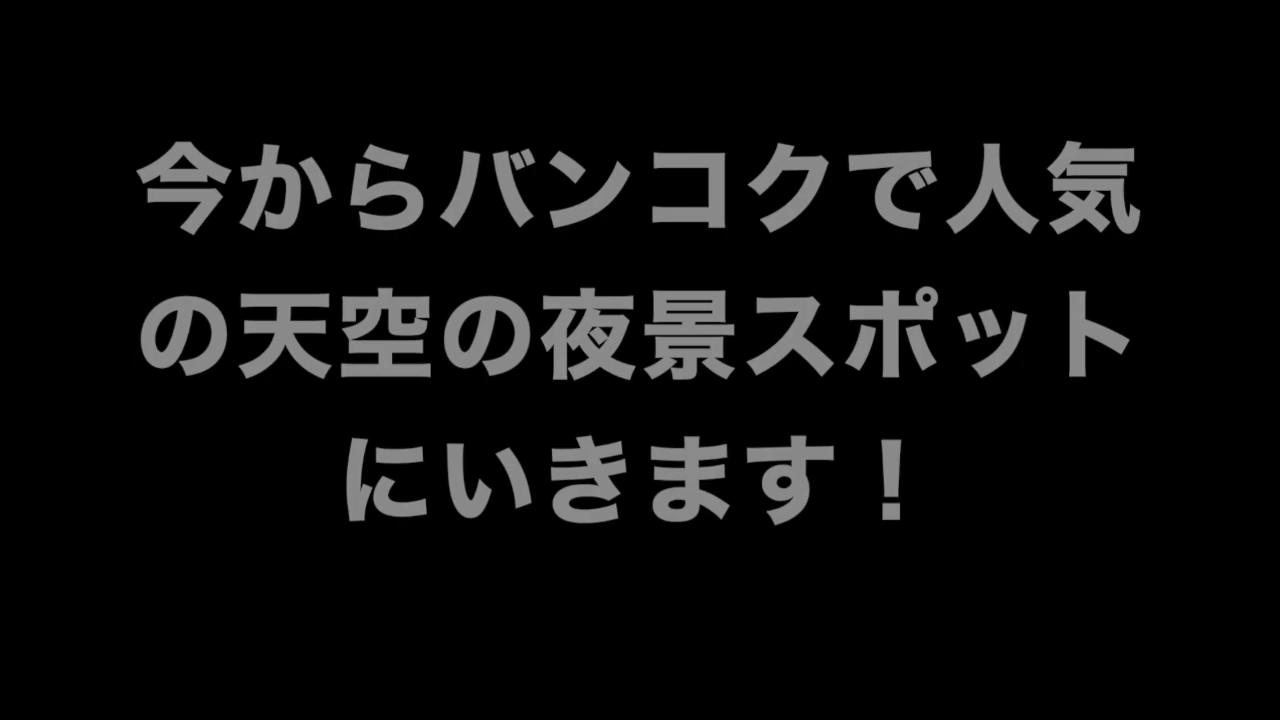 今からバンコクで人気
の天空の夜景スポット
にいきます！